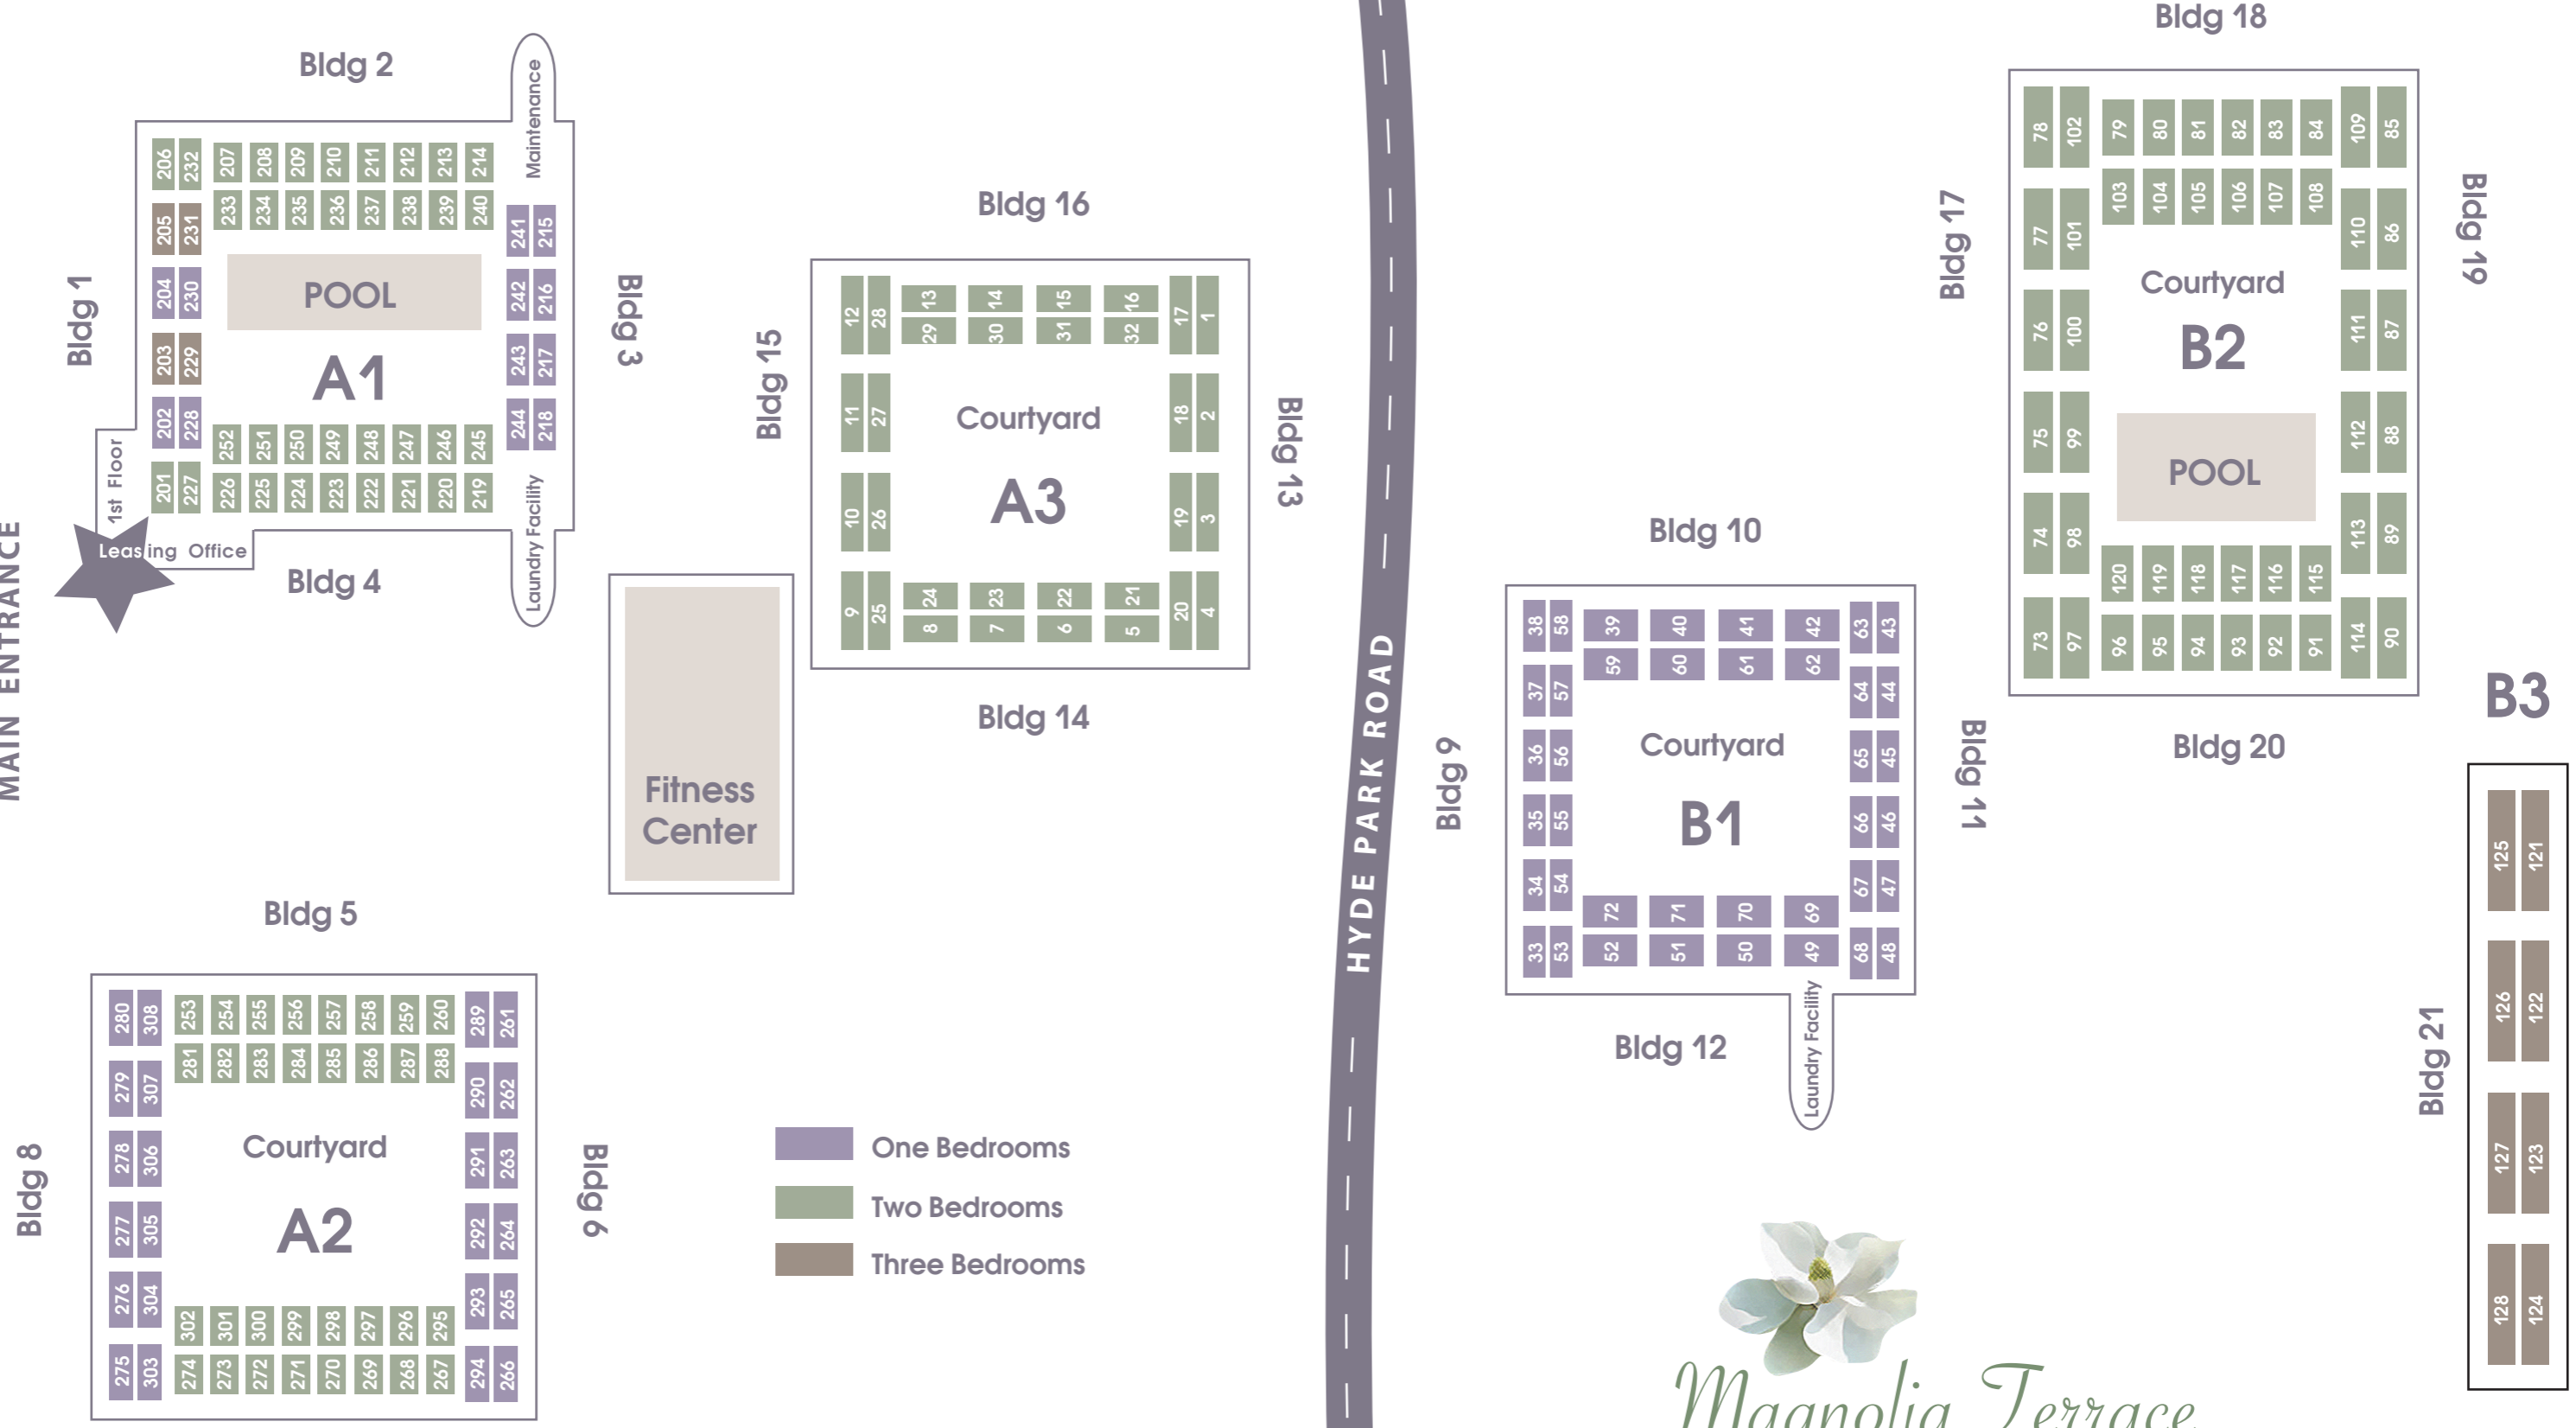 MAIN ENTRANCE
Bldg 1
Bldg 2
Maintenance
206 232 207 208 209 210 211 212 213 214
233 234 235 236 237 238 239 240
205 231
241 215
204 230
POOL
242 216
Bldg 3
203 229
A1
243 217
202 228
244 218
252 251 250 249 248 247 246 245
201 227
226 225 224 223 222 221 220 219
1st Floor
Leasing Office
Bldg 4
Laundry Facility
Fitness
Center
Bldg 16
Bldg 15
12 28 13 14 15 16 17 1
29 30 31 32
11 27
Courtyard
18 2
A3
10 26
19 3
Bldg 13
24 23 22 21
9 25
20 4
8 7 6 5
Bldg 14
Bldg 5
Bldg 8
280 308 253 254 255 256 257 258 259 260 289 261
281 282 283 284 285 286 287 288
279 307
290 262
278 306
Courtyard
291 263
Bldg 6
277 305
A2
292 264
276 304
293 265
302 301 300 299 298 297 296 295
275 303
274 273 272 271 270 269 268 267
294 266
One Bedrooms
Two Bedrooms
Three Bedrooms
HYDE PARK ROAD
Bldg 10
Bldg 9
38 58 39 40 41 42 63 43
59 60 61 62
37 57
64 44
36 56
Courtyard
65 45
Bldg 11
35 55
B1
66 46
34 54
67 47
72 71 70 69
33 53
52 51 50 49
68 48
Bldg 12
Laundry Facility
Bldg 18
Bldg 17
78 102 79 80 81 82 83 84 109 85
103 104 105 106 107 108
77 101
110 86
Bldg 19
Courtyard
76 100
B2
111 87
75 99
112 88
POOL
74 98
113 89
120 119 118 117 116 115
73 97
96 95 94 93 92 91
114 90
Bldg 20
B3
Bldg 21
125 121
126 122
127 123
128 124
Magnolia Terrace